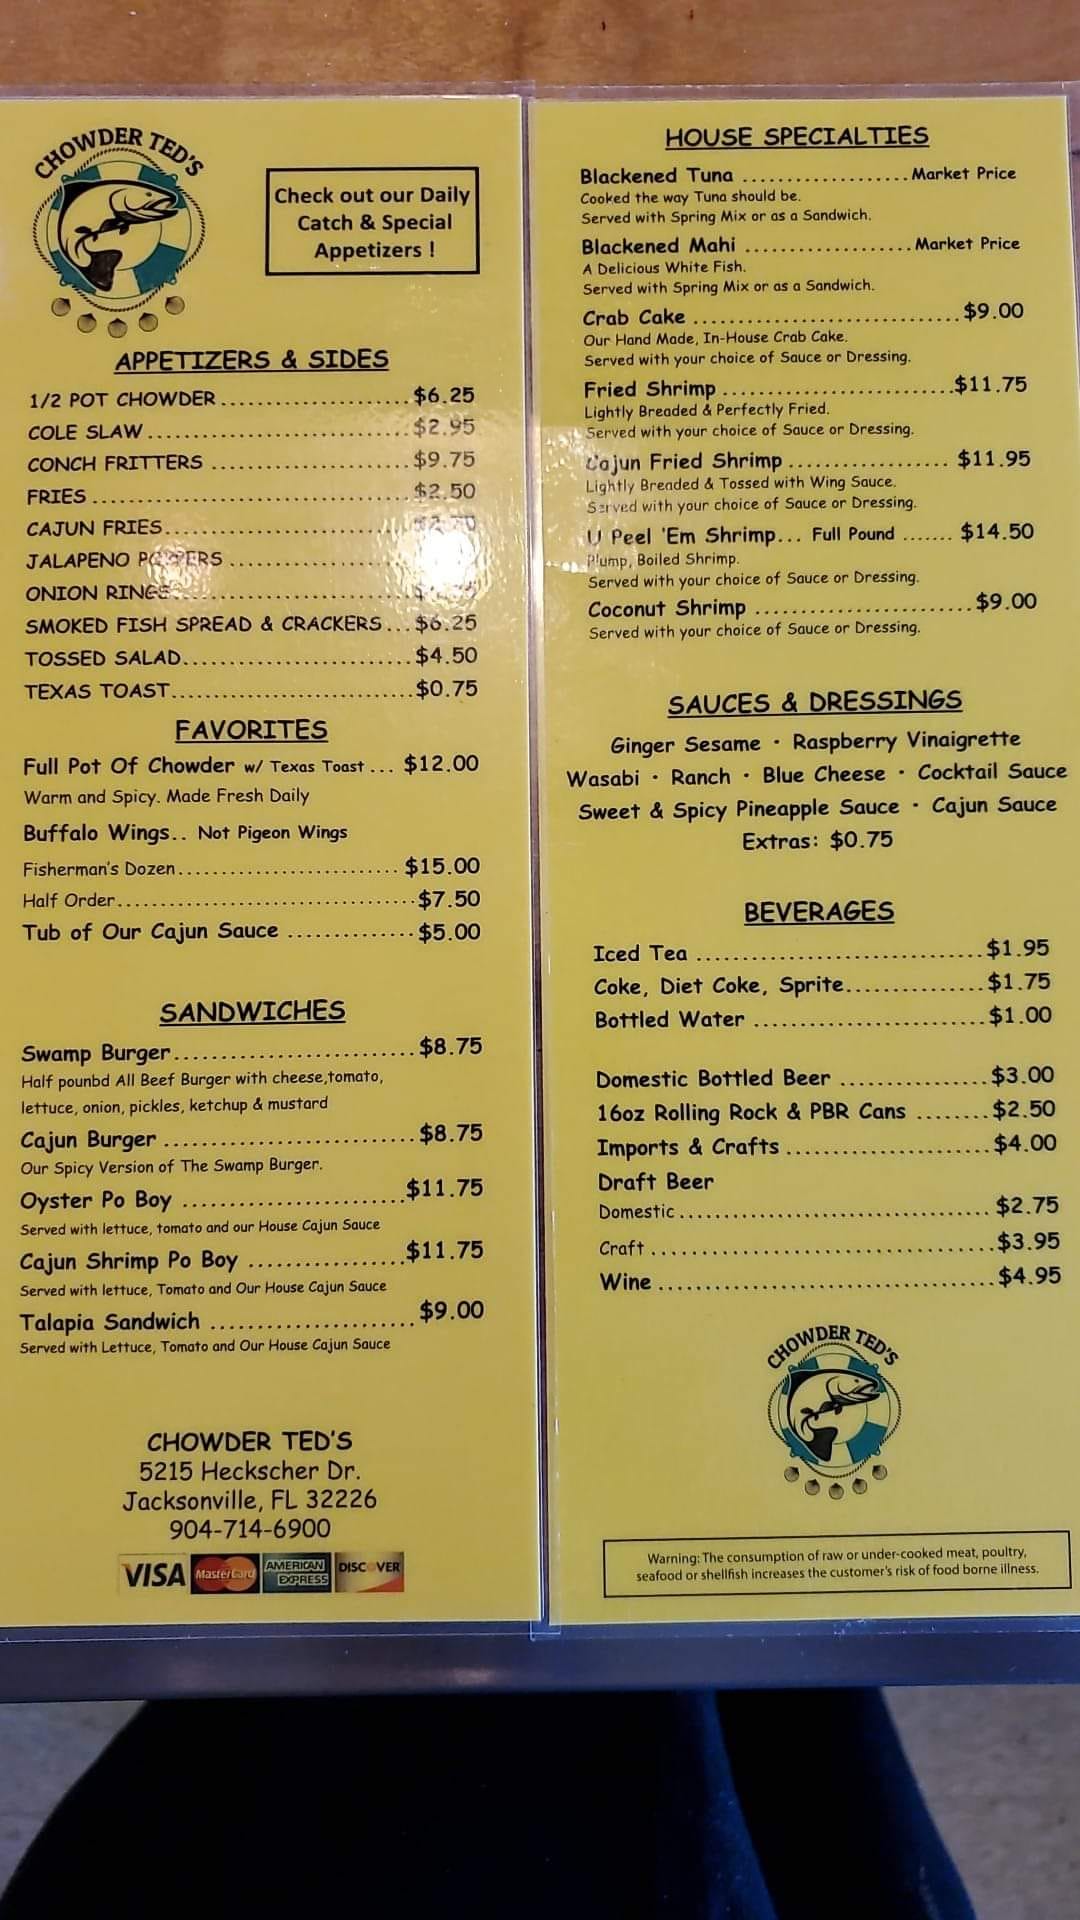 CHOWDER TED'S
Check out our Daily
Catch & Special
Appetizers !
APPETIZERS & SIDES
1/2 POT CHOWDER ..................... $6.25
COLE SLAW ............................. $2.95
CONCH FRITTERS ...................... $9.75
FRIES .................................... $2.50
CAJUN FRIES
JALAPENO
ONION RINGS
SMOKED FISH SPREAD & CRACKERS... $6.25
TOSSED SALAD.......................... $4.50
TEXAS TOAST........................... $0.75
FAVORITES
Full Pot Of Chowder w/ Texas Toast ... $12.00
Warm and Spicy. Made Fresh Daily
Buffalo Wings.. Not Pigeon Wings
Fisherman's Dozen......................... $15.00
Half Order.................................. $7.50
Tub of Our Cajun Sauce .............. $5.00
SANDWICHES
Swamp Burger........................... $8.75
Half poundbd All Beef Burger with cheese,tomato,
lettuce, onion, pickles, ketchup & mustard
Cajun Burger ............................ $8.75
Our Spicy Version of The Swamp Burger.
Oyster Po Boy ......................... $11.75
Served with lettuce, tomato and our House Cajun Sauce
Cajun Shrimp Po Boy ................. $11.75
Served with lettuce, Tomato and Our House Cajun Sauce
Talapia Sandwich ....................... $9.00
Served with Lettuce, Tomato and Our House Cajun Sauce
CHOWDER TED'S
5215 Heckscher Dr.
Jacksonville, FL 32226
904-714-6900
VISA MasterCard AMERICAN EXPRESS DISCOVER
HOUSE SPECIALTIES
Blackened Tuna ................... Market Price
Cooked the way Tuna should be.
Served with Spring Mix or as a Sandwich.
Blackened Mahi ................... Market Price
A Delicious White Fish.
Served with Spring Mix or as a Sandwich.
Crab Cake .............................. $9.00
Our Hand Made, In-House Crab Cake.
Served with your choice of Sauce or Dressing.
Fried Shrimp .......................... $11.75
Lightly Breaded & Perfectly Fried.
Served with your choice of Sauce or Dressing.
Cajun Fried Shrimp .................. $11.95
Lightly Breaded & Tossed with Wing Sauce.
Served with your choice of Sauce or Dressing.
U Peel 'Em Shrimp... Full Pound ....... $14.50
Plump, Boiled Shrimp.
Served with your choice of Sauce or Dressing.
Coconut Shrimp ......................... $9.00
Served with your choice of Sauce or Dressing.
SAUCES & DRESSINGS
Ginger Sesame · Raspberry Vinaigrette
Wasabi · Ranch · Blue Cheese · Cocktail Sauce
Sweet & Spicy Pineapple Sauce · Cajun Sauce
Extras: $0.75
BEVERAGES
Iced Tea ................................ $1.95
Coke, Diet Coke, Sprite................ $1.75
Bottled Water .......................... $1.00
Domestic Bottled Beer ................ $3.00
16oz Rolling Rock & PBR Cans ........ $2.50
Imports & Crafts ....................... $4.00
Draft Beer
Domestic ................................... $2.75
Craft ....................................... $3.95
Wine ...................................... $4.95
CHOWDER TED'S
Warning: The consumption of raw or under-cooked meat, poultry,
seafood or shellfish increases the customer's risk of food borne illness.